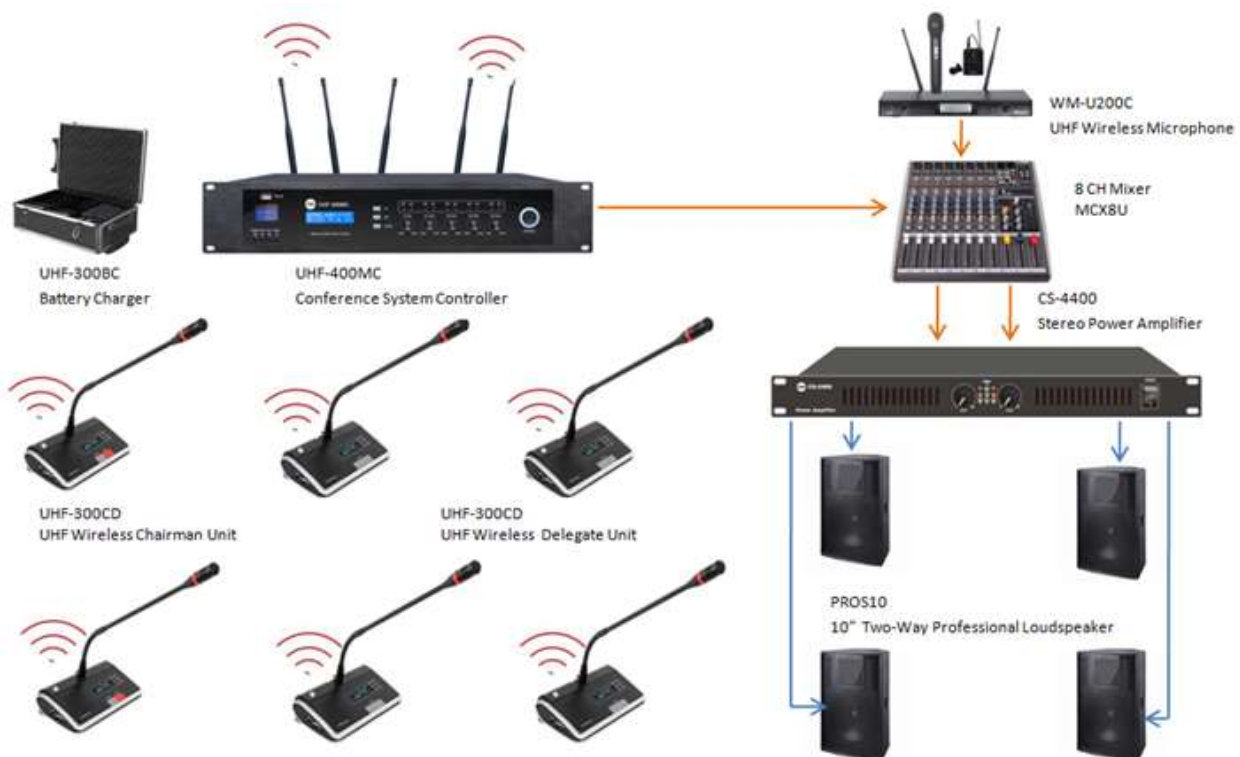 WM-U200C
UHF Wireless Microphone
8 CH Mixer
MCX8U
UHF-300BC
Battery Charger
UHF-400MC
Conference System Controller
CS-4400
Stereo Power Amplifier
Power Amplifier
UHF-300CD
UHF Wireless Chairman Unit
UHF-300CD
UHF Wireless Delegate Unit
PROS10
10" Two-Way Professional Loudspeaker